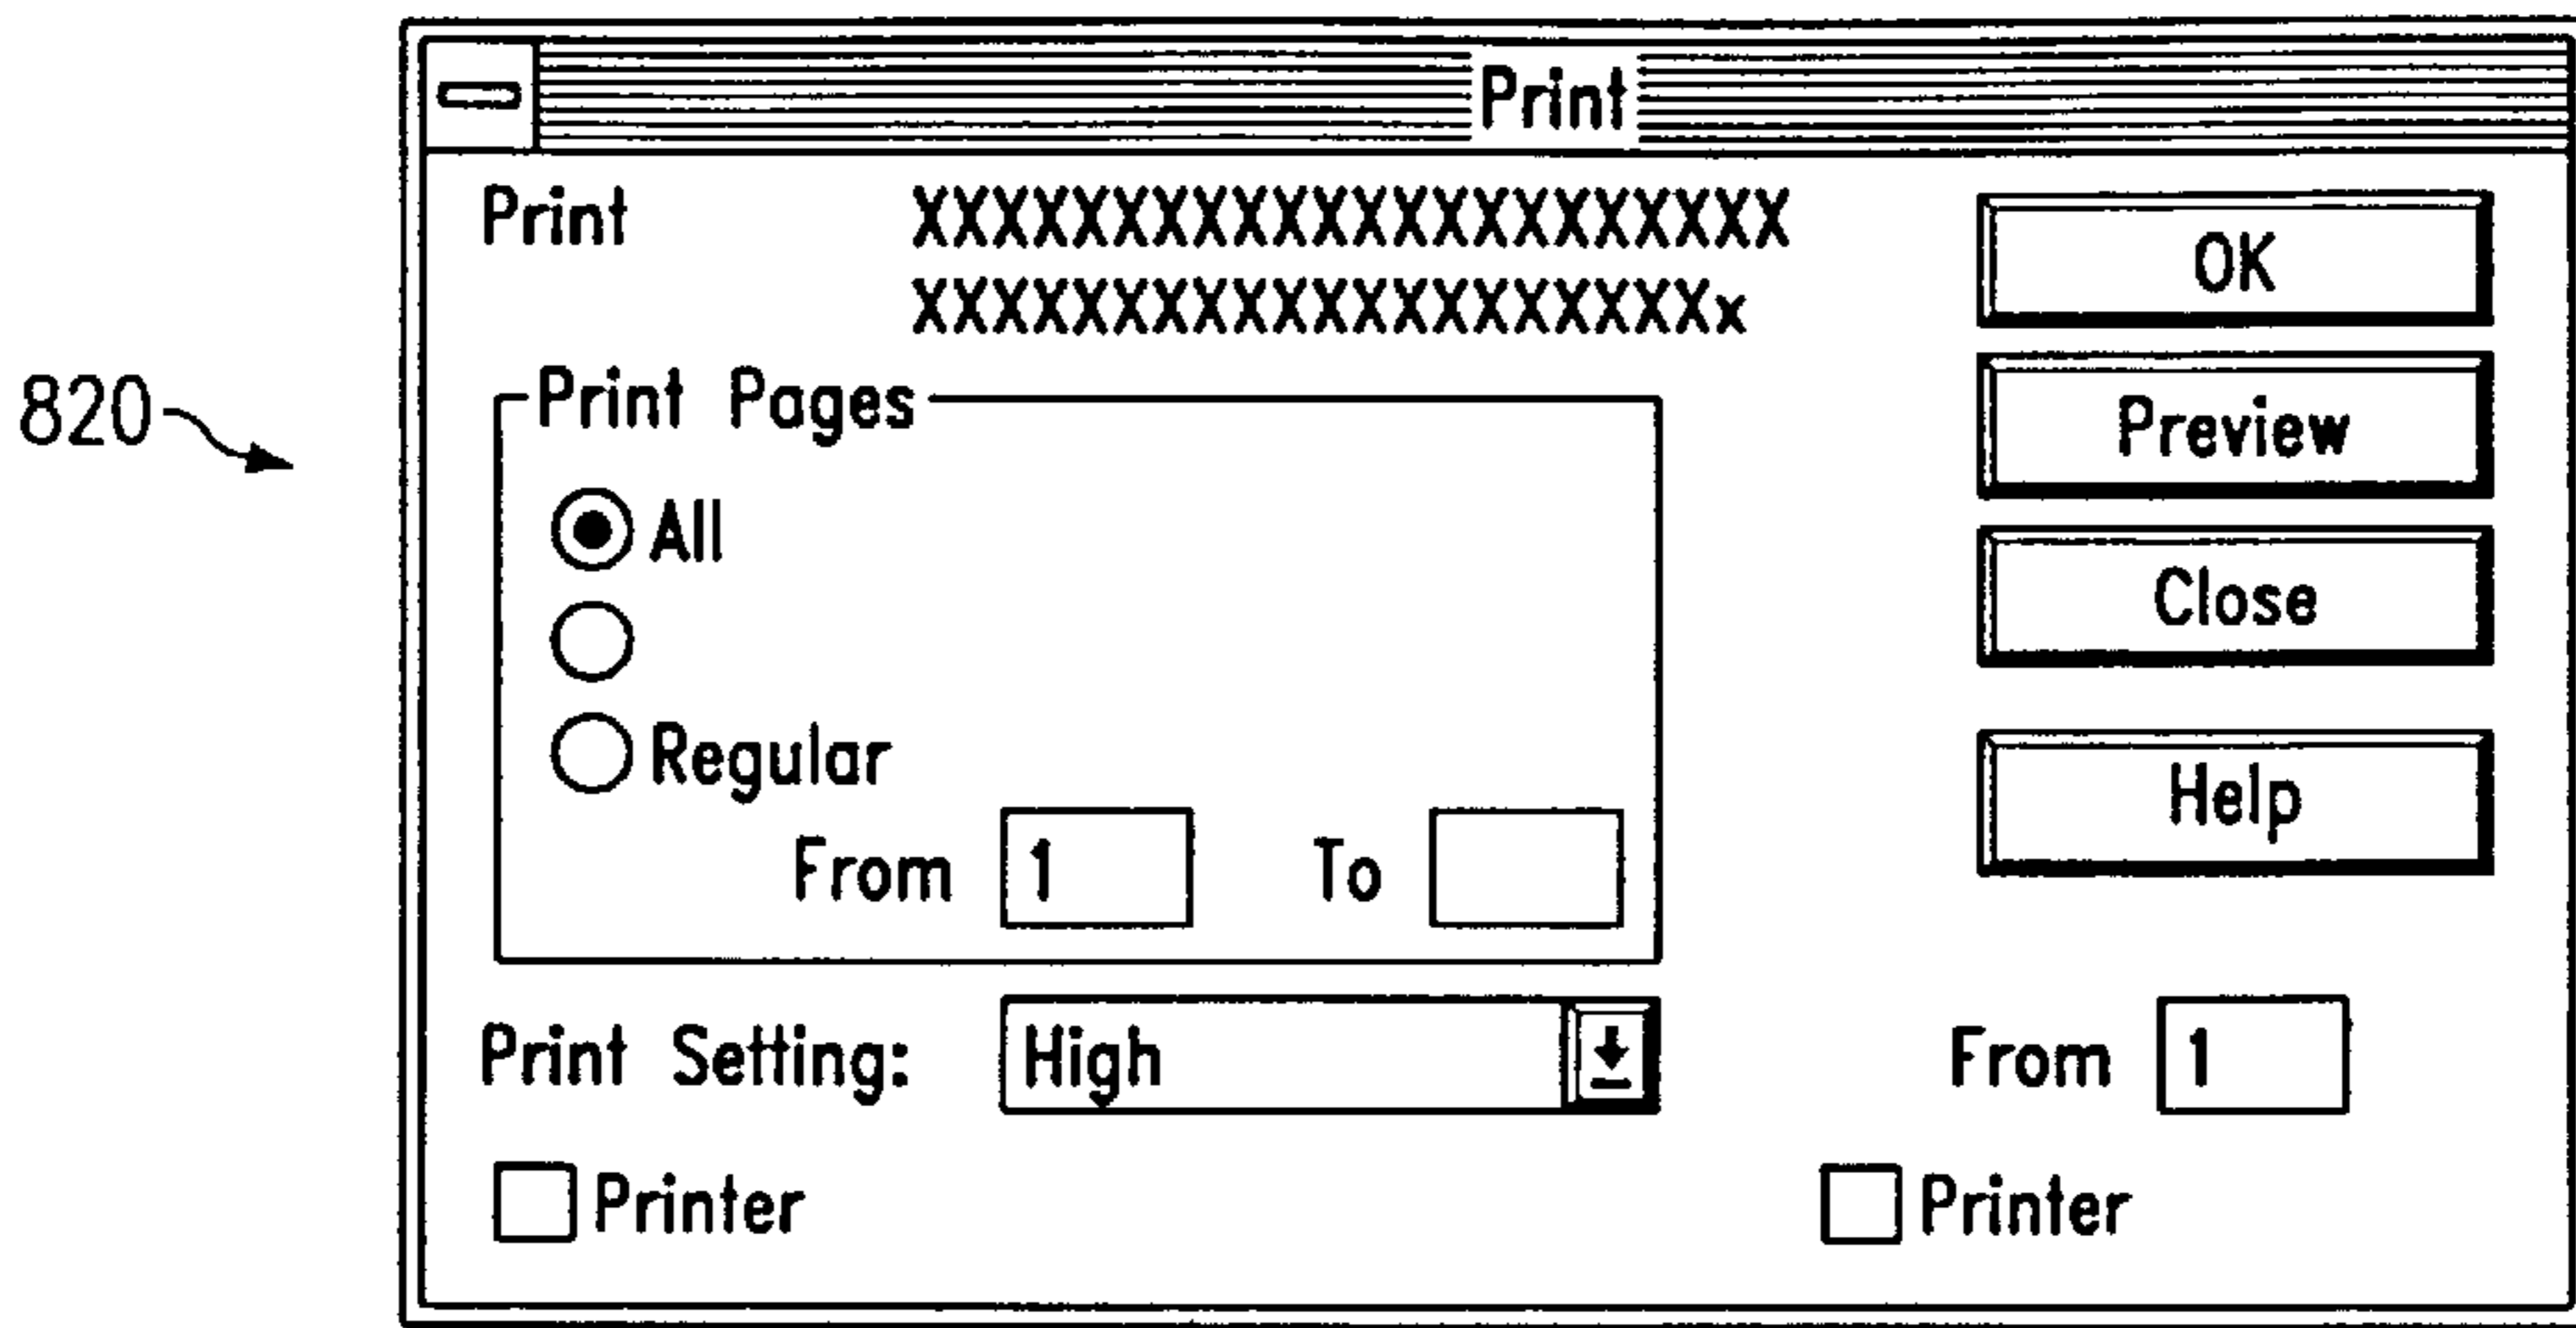 Print
Print XXXXXXXXXXXXXXXXXXXXXX
XXXXXXXXXXXXXXXXXXXXx
OK
820
Print Pages
Preview
All
Close
Regular
Help
From 1 To
Print Setting: High
From 1
Printer
Printer